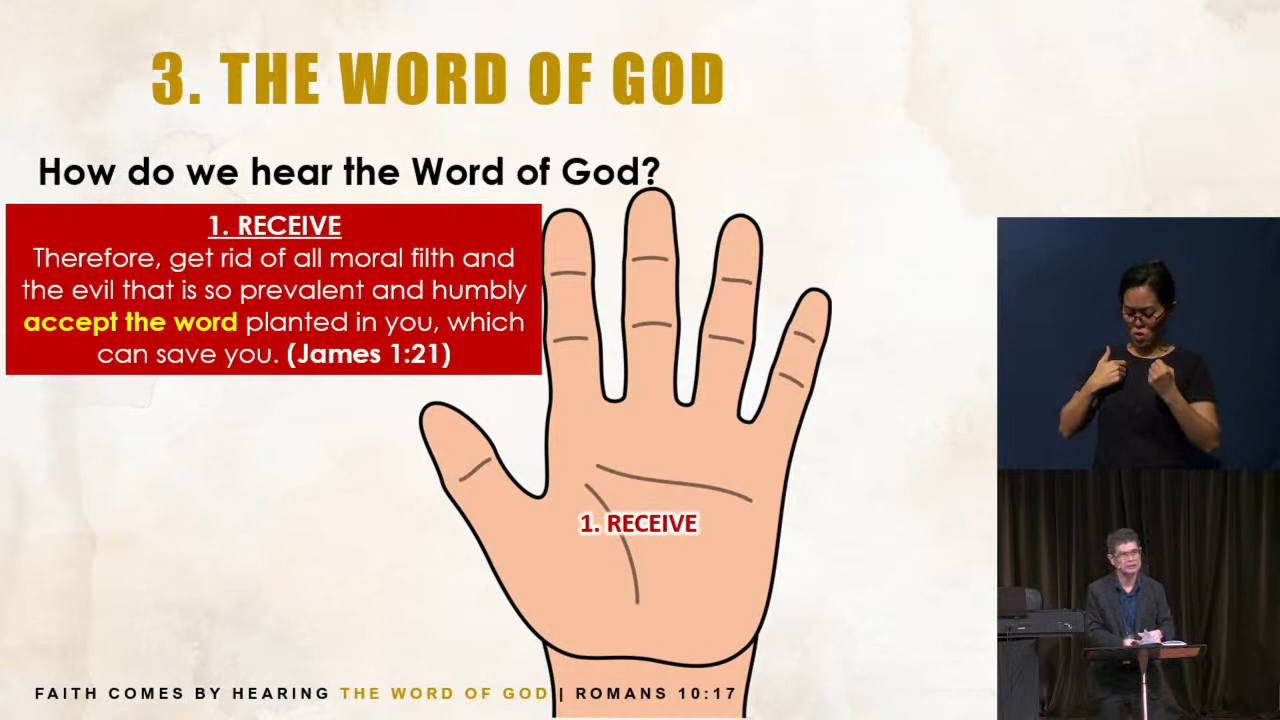 3. THE WORD OF GOD
How do we hear the Word of God?
1. RECEIVE
Therefore, get rid of all moral filth and
the evil that is so prevalent and humbly
accept the word planted in you, which
can save you. (James 1:21)
1. RECEIVE
FAITH COMES BY HEARING THE WORD OF GOD | ROMANS 10:17